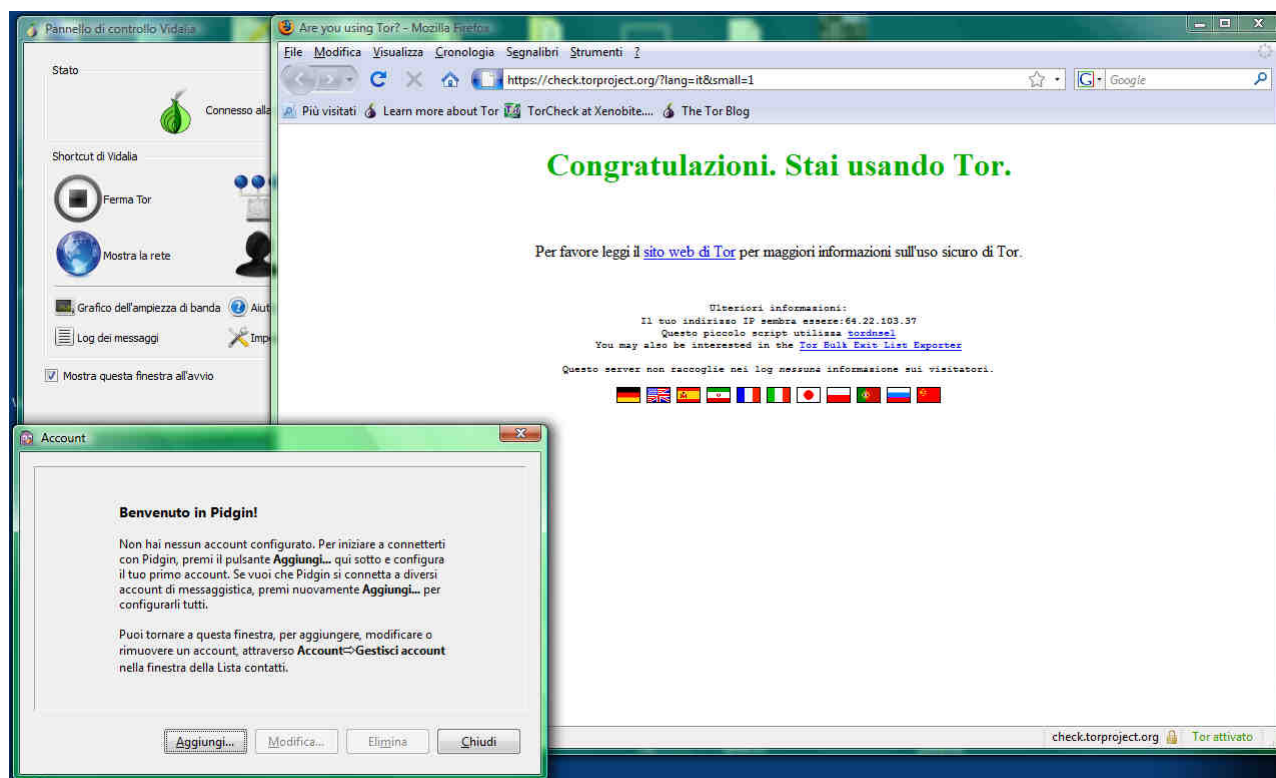 Pannello di controllo Vidalia
Stato
Connesso alla
Shortcut di Vidalia
Ferma Tor
Mostra la rete
Grafico dell'ampiezza di banda
Aiut
Log dei messaggi
Imp
Mostra questa finestra all'avvio
Are you using Tor? - Mozilla Firefox
File Modifica Visualizza Cronologia Segnalibri Strumenti ?
https://check.torproject.org/?lang=it&small=1
Google
Più visitati Learn more about Tor TorCheck at Xenobite.... The Tor Blog
Congratulazioni. Stai usando Tor.
Per favore leggi il sito web di Tor per maggiori informazioni sull'uso sicuro di Tor.
Ulteriori informazioni:
Il tuo indirizzo IP sembra essere:64.22.103.37
Questo piccolo script utilizza tordnsel
You may also be interested in the Tor Bulk Exit List Exporter
Questo server non raccoglie nei log nessuna informazione sui visitatori.
check.torproject.org Tor attivato
Account
Benvenuto in Pidgin!
Non hai nessun account configurato. Per iniziare a connetterti
con Pidgin, premi il pulsante Aggiungi... qui sotto e configura
il tuo primo account. Se vuoi che Pidgin si connetta a diversi
account di messaggistica, premi nuovamente Aggiungi... per
configurarli tutti.
Puoi tornare a questa finestra, per aggiungere, modificare o
rimuovere un account, attraverso Account⇨Gestisci account
nella finestra della Lista contatti.
Aggiungi... Modifica... Elimina Chiudi